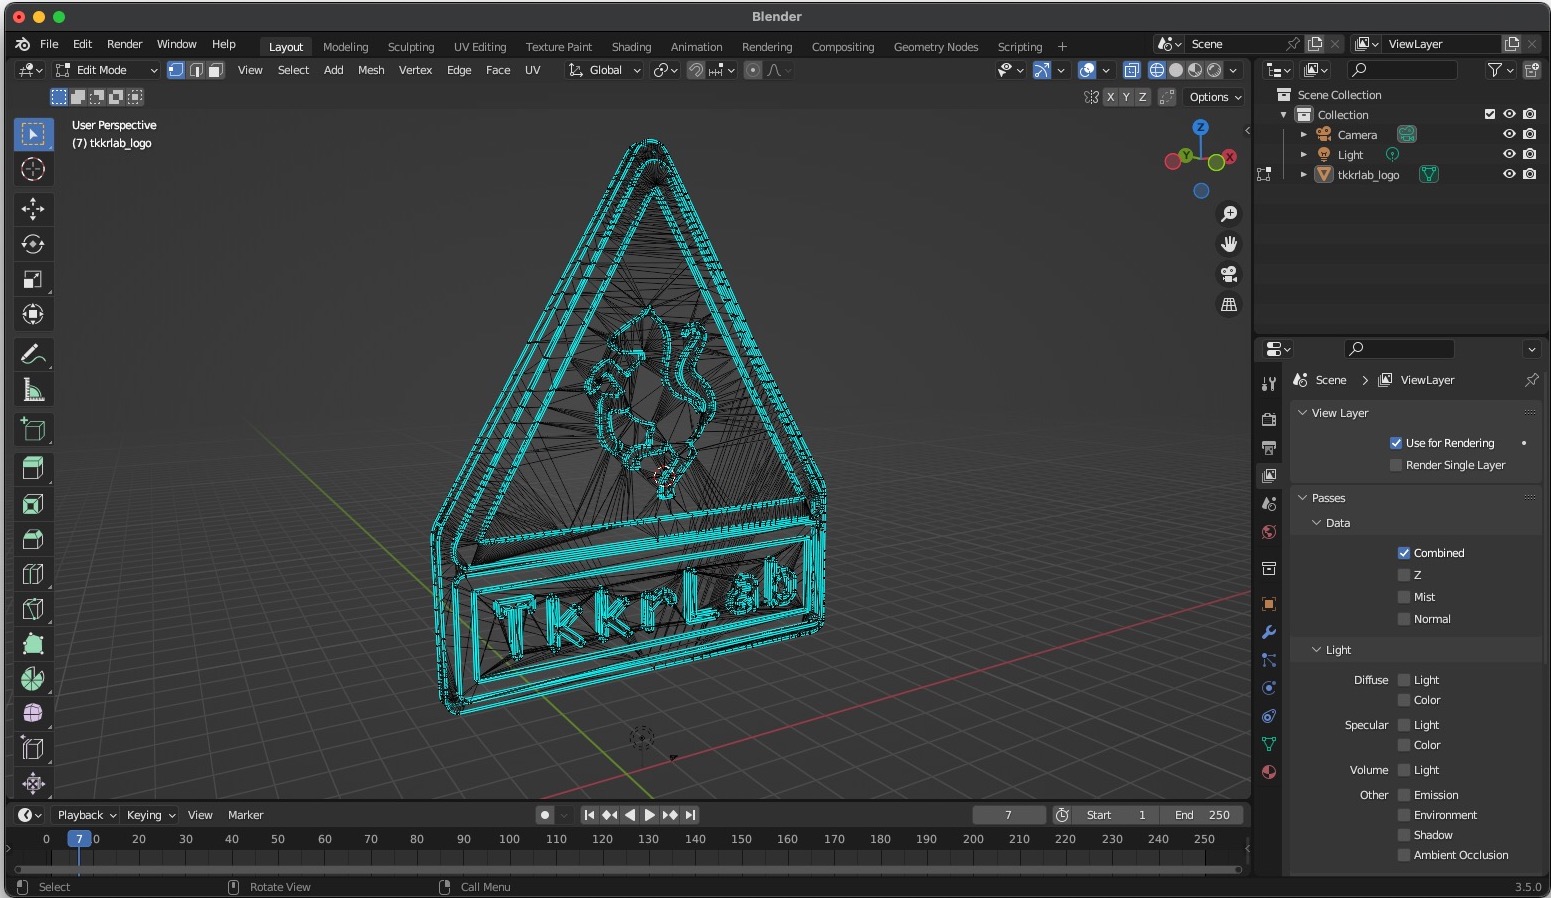 Blender
File Edit Render Window Help Layout Modeling Sculpting UV Editing Texture Paint Shading Animation Rendering Compositing Geometry Nodes Scripting + Scene ViewLayer
Edit Mode View Select Add Mesh Vertex Edge Face UV Global
X Y Z Options
User Perspective
(7) tkkrlab_logo
Z
Y
X
TkkrLab
Scene Collection
Collection
Camera
Light
tkkrlab_logo
Scene > ViewLayer
View Layer
Use for Rendering
Render Single Layer
Passes
Data
Combined
Z
Mist
Normal
Light
Diffuse Light
Color
Specular Light
Color
Volume Light
Other Emission
Environment
Shadow
Ambient Occlusion
Playback Keying View Marker 7 Start 1 End 250
0 7 0 20 30 40 50 60 70 80 90 100 110 120 130 140 150 160 170 180 190 200 210 220 230 240 250
Select Rotate View Call Menu 3.5.0